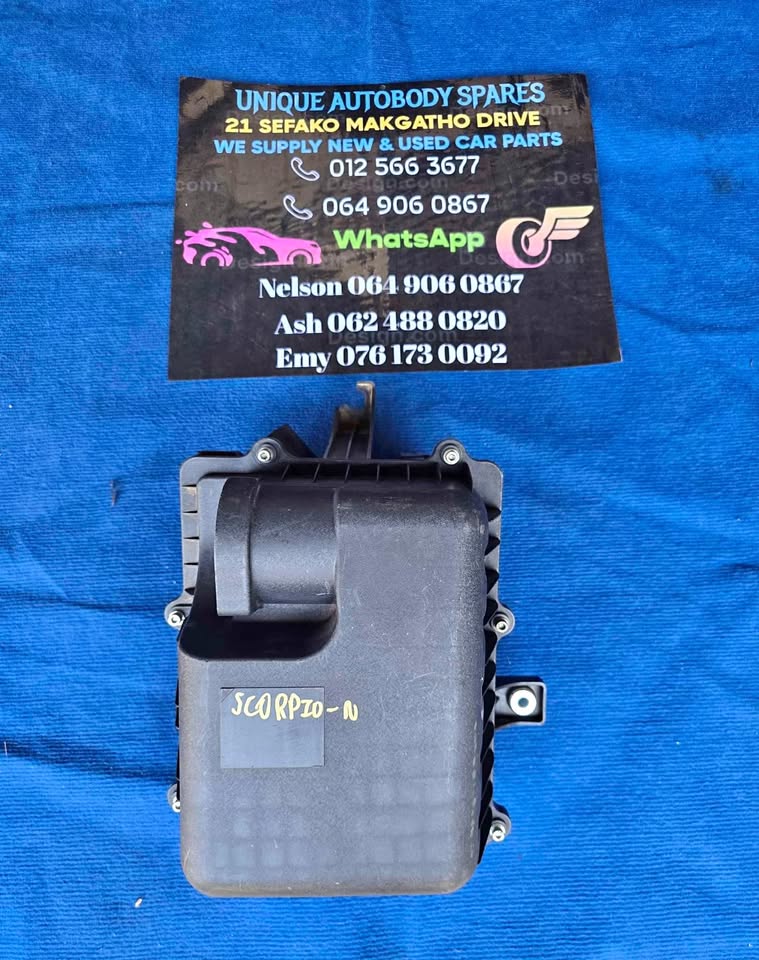 UNIQUE AUTOBODY SPARES
21 SEFAKO MAKGATHO DRIVE
WE SUPPLY NEW & USED CAR PARTS
012 566 3677
064 906 0867
WhatsApp
Nelson 064 906 0867
Ash 062 488 0820
Emy 076 173 0092
SCORPIO-N